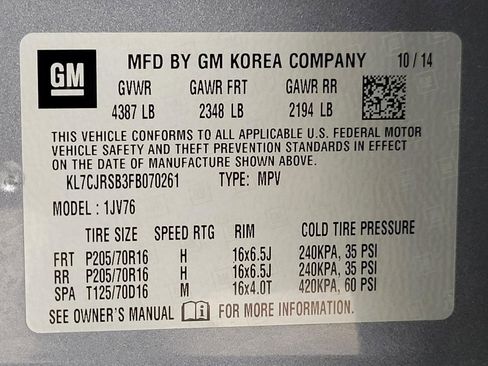 GM MFD BY GM KOREA COMPANY 10 / 14
GVWR GAWR FRT GAWR RR
4387 LB 2348 LB 2194 LB
THIS VEHICLE CONFORMS TO ALL APPLICABLE U.S. FEDERAL MOTOR
VEHICLE SAFETY AND THEFT PREVENTION STANDARDS IN EFFECT
ON THE DATE OF MANUFACTURE SHOWN ABOVE.
KL7CJRSB3FB070261 TYPE: MPV
MODEL : 1JV76
TIRE SIZE SPEED RTG RIM COLD TIRE PRESSURE
FRT P205/70R16 H 16x6.5J 240KPA, 35 PSI
RR P205/70R16 H 16x6.5J 240KPA, 35 PSI
SPA T125/70D16 M 16x4.0T 420KPA, 60 PSI
SEE OWNER'S MANUAL FOR MORE INFORMATION.